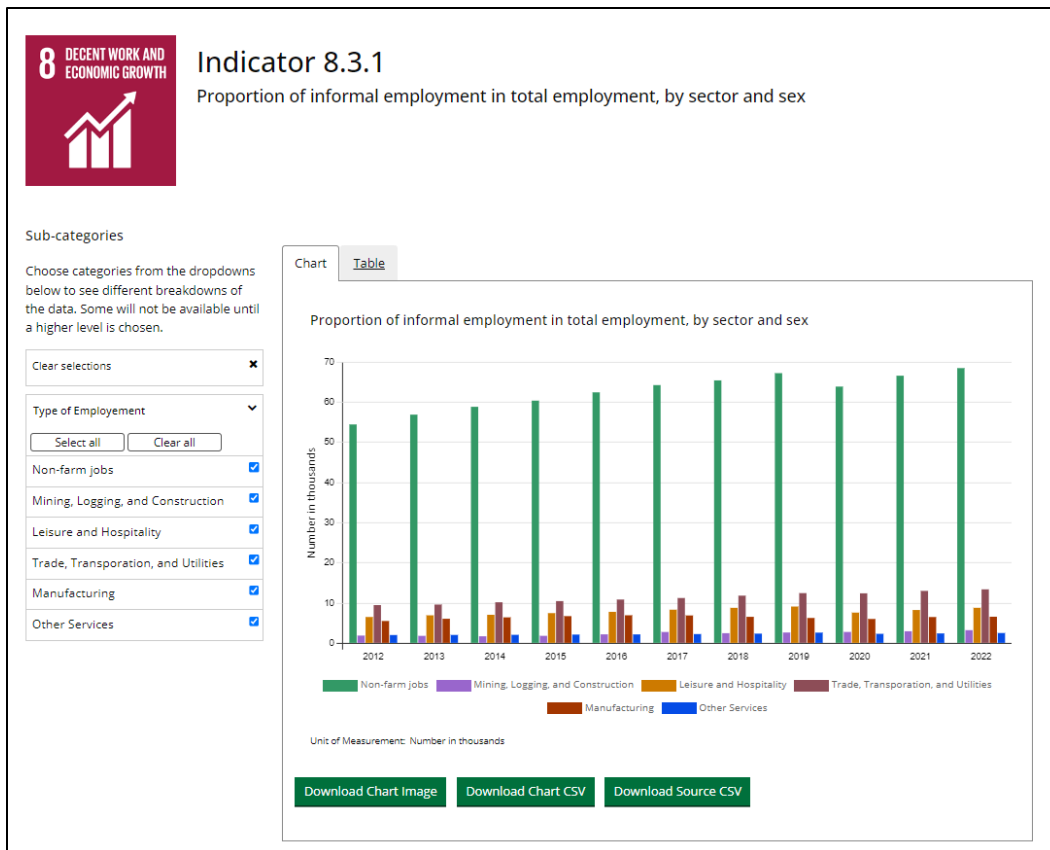 8 DECENT WORK AND
ECONOMIC GROWTH
Indicator 8.3.1
Proportion of informal employment in total employment, by sector and sex
Sub-categories
Choose categories from the dropdowns
below to see different breakdowns of
the data. Some will not be available until
a higher level is chosen.
Clear selections ✖
Type of Employement
Select all Clear all
Non-farm jobs
Mining, Logging, and Construction
Leisure and Hospitality
Trade, Transporation, and Utilities
Manufacturing
Other Services
Chart Table
Proportion of informal employment in total employment, by sector and sex
Number in thousands
70
60
50
40
30
20
10
0
2012 2013 2014 2015 2016 2017 2018 2019 2020 2021 2022
Non-farm jobs Mining, Logging, and Construction Leisure and Hospitality Trade, Transporation, and Utilities
Manufacturing Other Services
Unit of Measurement: Number in thousands
Download Chart Image Download Chart CSV Download Source CSV